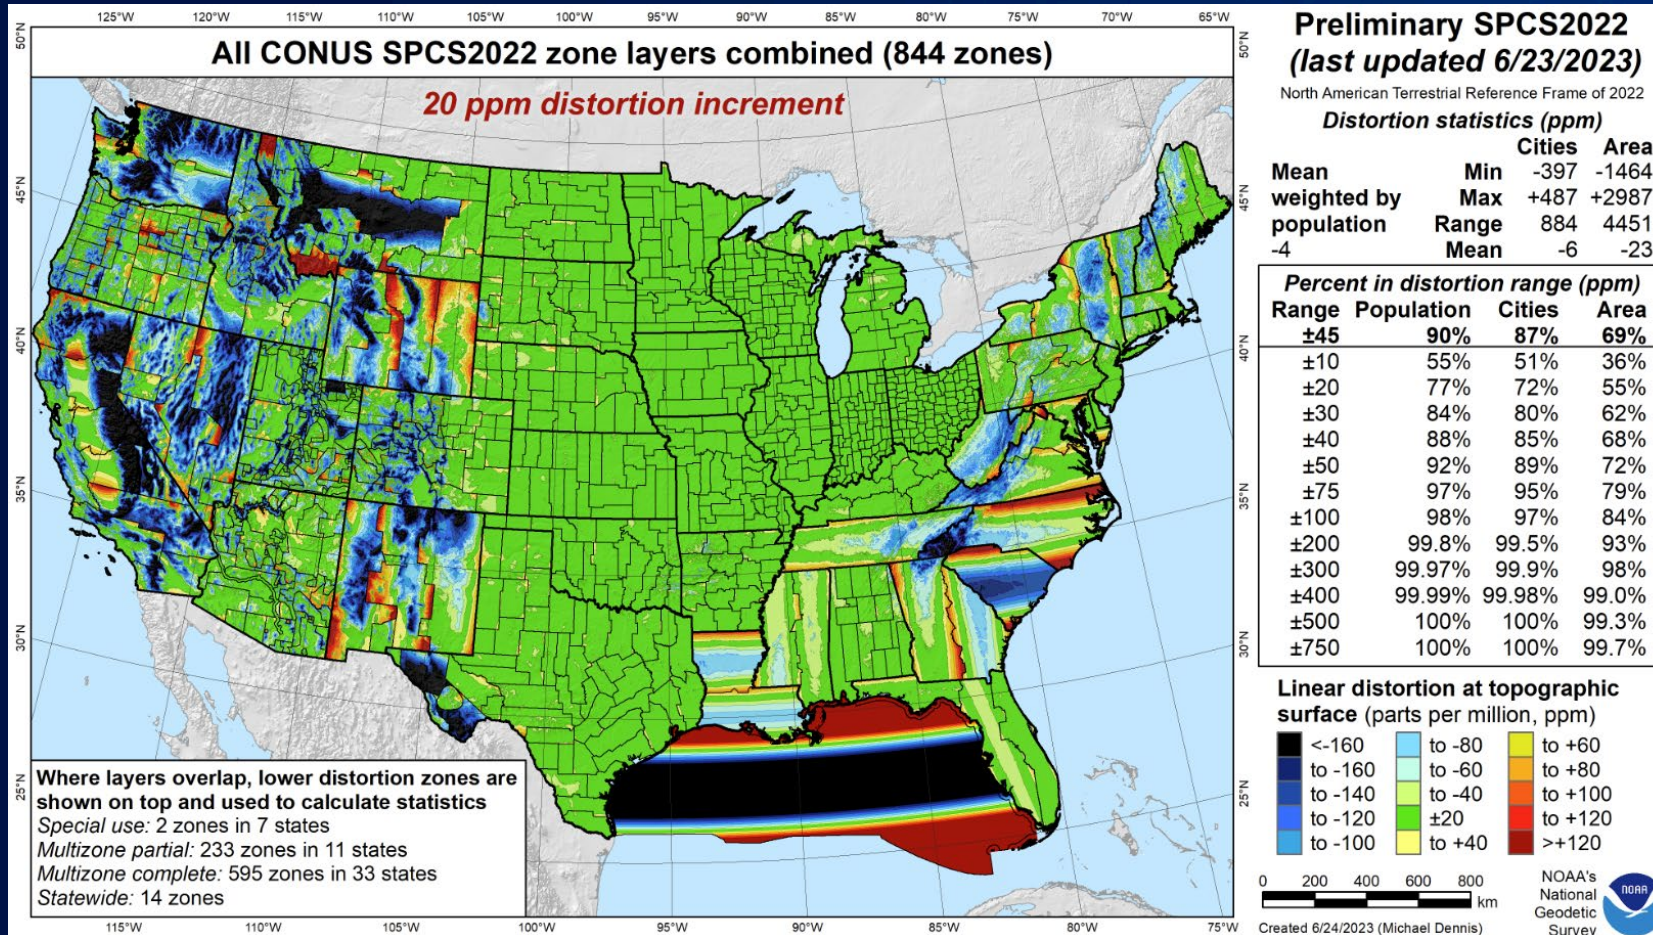 125°W 120°W 115°W 110°W 105°W 100°W 95°W 90°W 85°W 80°W 75°W 70°W 65°W
All CONUS SPCS2022 zone layers combined (844 zones)
20 ppm distortion increment
50°N
45°N
40°N
35°N
30°N
25°N
50°N
45°N
40°N
35°N
30°N
25°N
Where layers overlap, lower distortion zones are
shown on top and used to calculate statistics
Special use: 2 zones in 7 states
Multizone partial: 233 zones in 11 states
Multizone complete: 595 zones in 33 states
Statewide: 14 zones
115°W 110°W 105°W 100°W 95°W 90°W 85°W 80°W 75°W
Preliminary SPCS2022
(last updated 6/23/2023)
North American Terrestrial Reference Frame of 2022
Distortion statistics (ppm)
Cities Area
Mean Min -397 -1464
weighted by Max +487 +2987
population Range 884 4451
-4 Mean -6 -23
Percent in distortion range (ppm)
Range Population Cities Area
±45 90% 87% 69%
±10 55% 51% 36%
±20 77% 72% 55%
±30 84% 80% 62%
±40 88% 85% 68%
±50 92% 89% 72%
±75 97% 95% 79%
±100 98% 97% 84%
±200 99.8% 99.5% 93%
±300 99.97% 99.9% 98%
±400 99.99% 99.98% 99.0%
±500 100% 100% 99.3%
±750 100% 100% 99.7%
Linear distortion at topographic
surface (parts per million, ppm)
<-160 to -80 to +60
to -160 to -60 to +80
to -140 to -40 to +100
to -120 ±20 to +120
to -100 to +40 >+120
0 200 400 600 800
km
Created 6/24/2023 (Michael Dennis)
NOAA's
National
Geodetic
Survey
NOAA